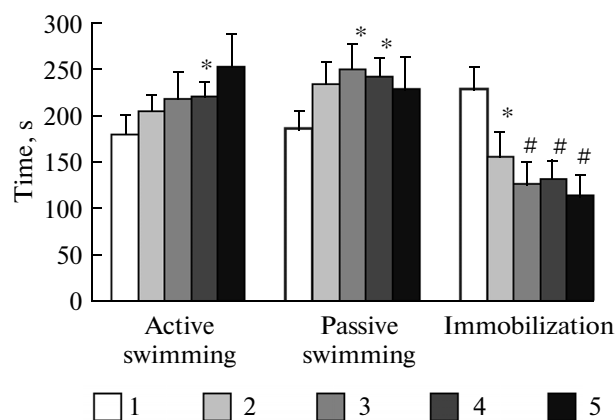 300
250
200
150
100
50
0
Time, s
* * * * # # #
Active swimming
Passive swimming
Immobilization
1 2 3 4 5